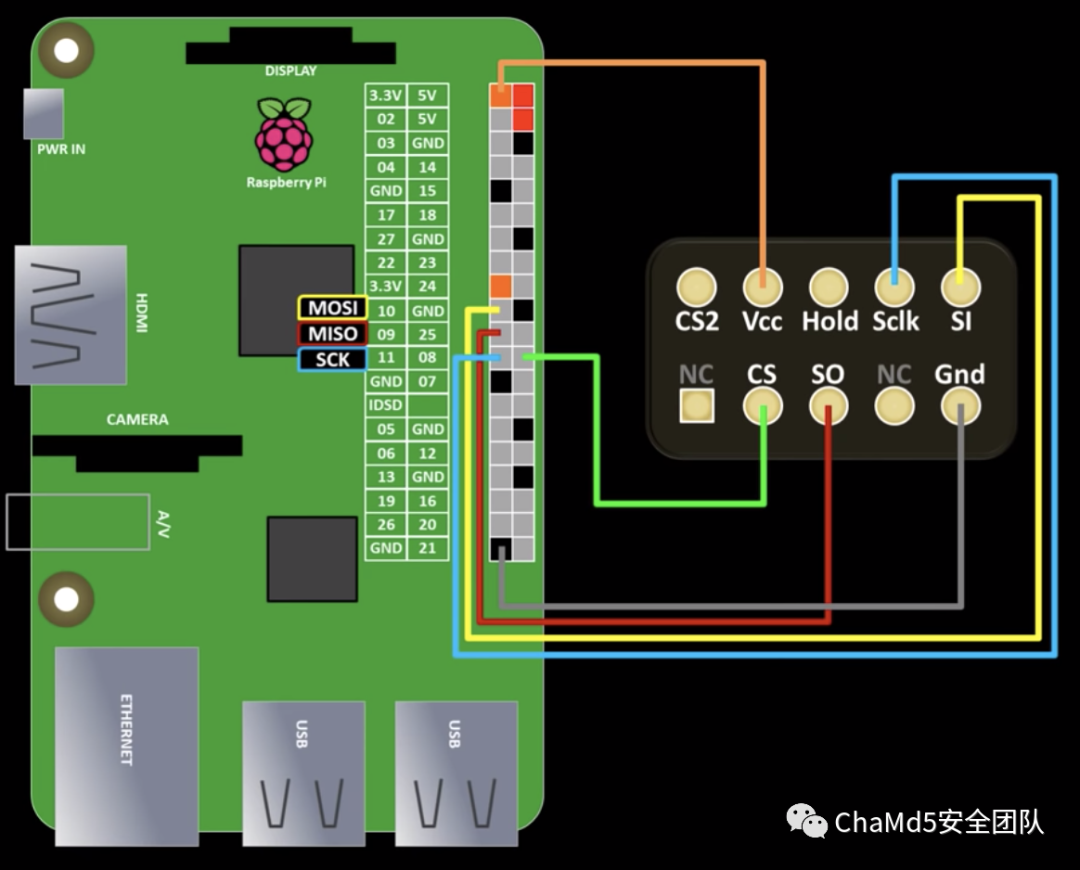 DISPLAY
PWR IN
Raspberry Pi
3.3V 5V
02 5V
03 GND
04 14
GND 15
17 18
27 GND
22 23
3.3V 24
MOSI 10 GND
MISO 09 25
SCK 11 08
GND 07
IDSD
05 GND
06 12
13 GND
19 16
26 20
GND 21
HDMI
CAMERA
A/V
ETHERNET
USB
USB
CS2 Vcc Hold Sclk SI
NC CS SO NC Gnd
ChaMd5安全团队